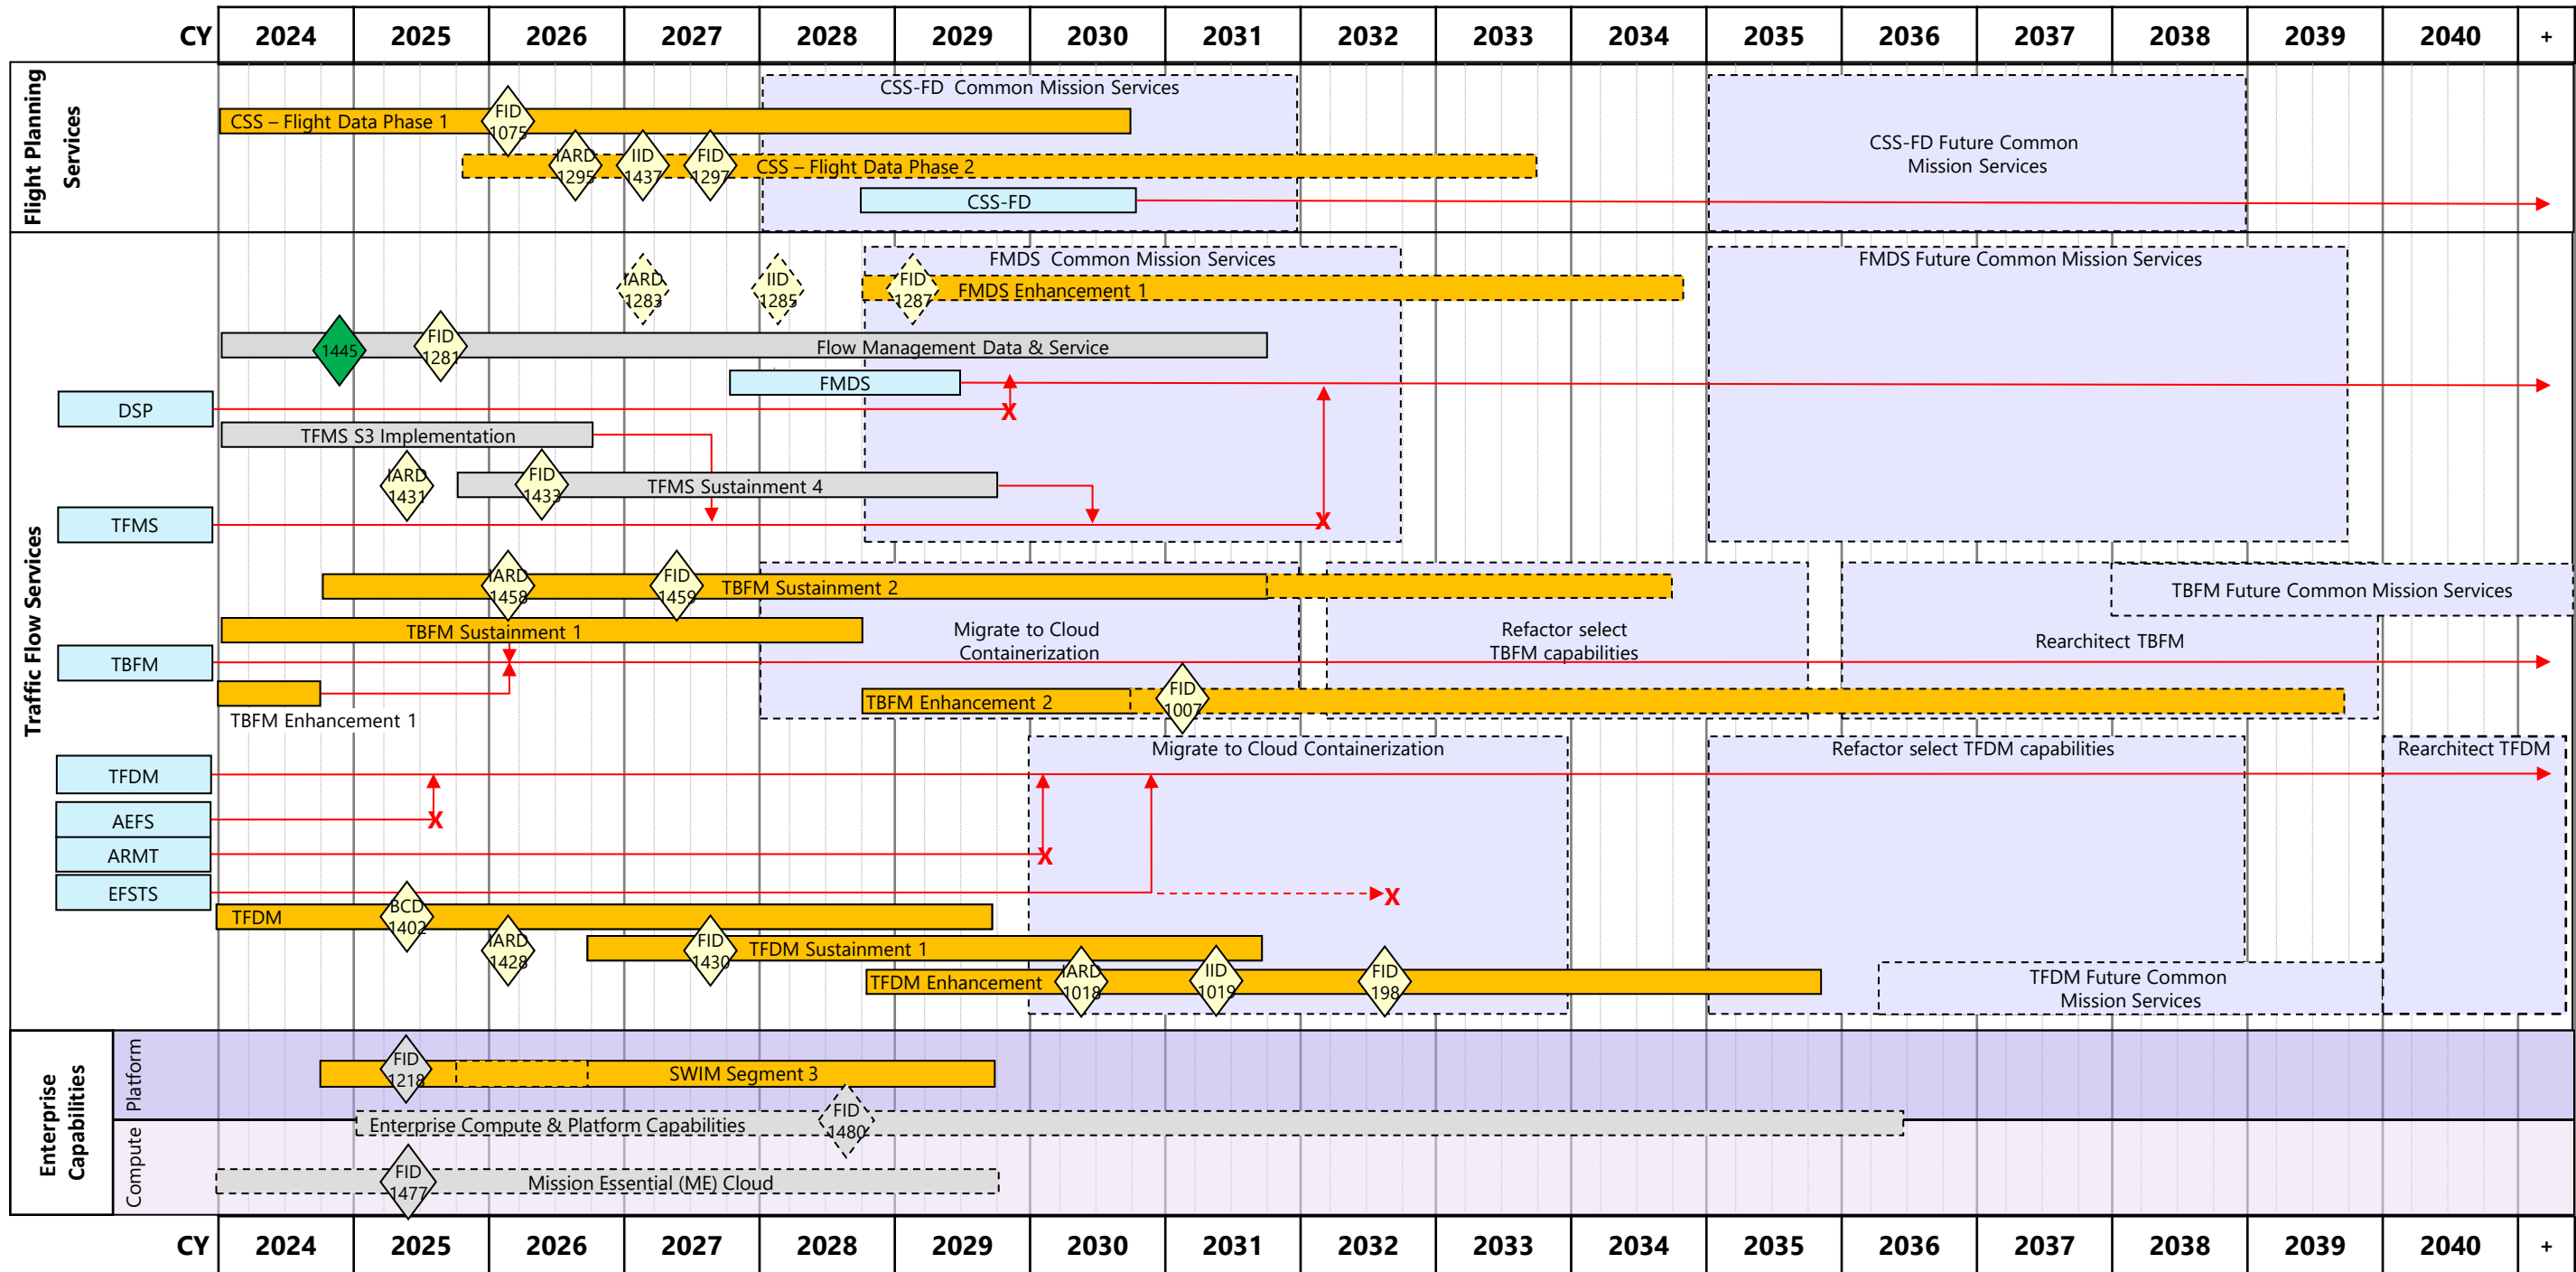 CY 2024 2025 2026 2027 2028 2029 2030 2031 2032 2033 2034 2035 2036 2037 2038 2039 2040 +
Flight Planning
Services
CSS-FD  Common Mission Services
FID
1075
CSS – Flight Data Phase 1
IARD
1295
IID
1437
FID
1297
CSS – Flight Data Phase 2
CSS-FD
CSS-FD Future Common
Mission Services
Traffic Flow Services
FMDS  Common Mission Services
FMDS Future Common Mission Services
IARD
1283
IID
1285
FID
1287
FMDS Enhancement 1
1445
FID
1281
Flow Management Data & Service
FMDS
DSP
X
TFMS S3 Implementation
IARD
1431
FID
1433
TFMS Sustainment 4
TFMS
X
IARD
1458
FID
1459
TBFM Sustainment 2
TBFM Future Common Mission Services
TBFM Sustainment 1
Migrate to Cloud
Containerization
Refactor select
TBFM capabilities
Rearchitect TBFM
TBFM
TBFM Enhancement 1
TBFM Enhancement 2
FID
1007
Migrate to Cloud Containerization
Refactor select TFDM capabilities
Rearchitect TFDM
TFDM
AEFS
X
ARMT
X
EFSTS
X
TFDM
BCD
1402
IARD
1428
FID
1430
TFDM Sustainment 1
TFDM Enhancement
IARD
1018
IID
1019
FID
198
TFDM Future Common
Mission Services
Enterprise
Capabilities
Platform
FID
1218
SWIM Segment 3
Enterprise Compute & Platform Capabilities
FID
1480
Compute
FID
1477
Mission Essential (ME) Cloud
CY 2024 2025 2026 2027 2028 2029 2030 2031 2032 2033 2034 2035 2036 2037 2038 2039 2040 +